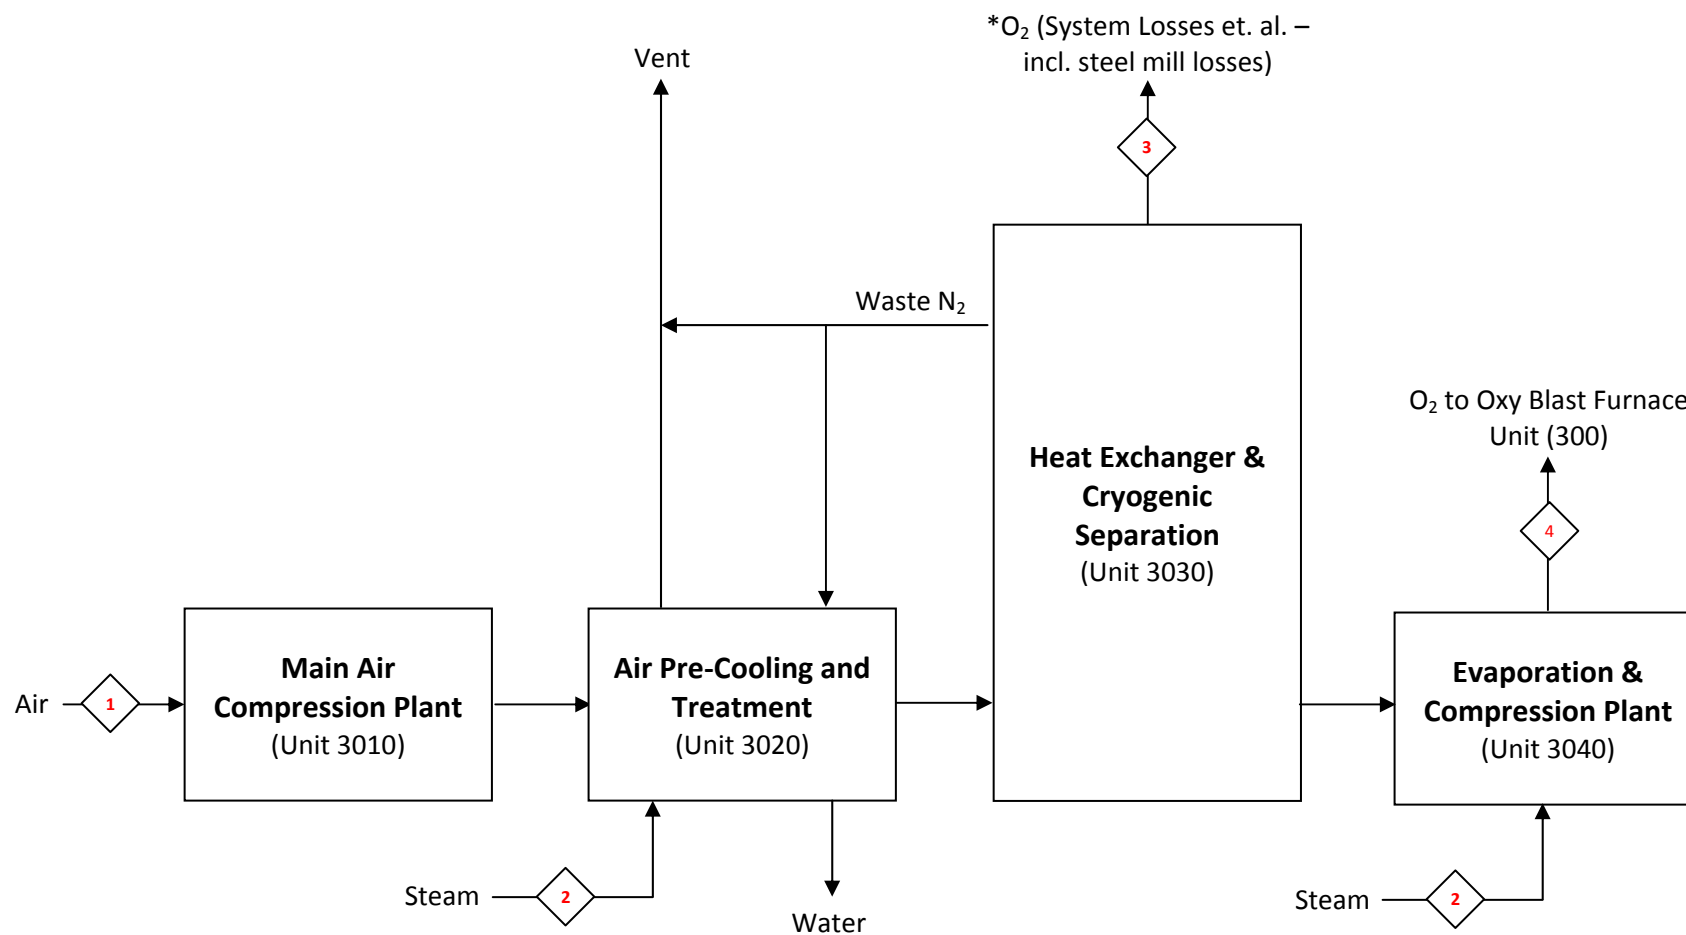 *O₂ (System Losses et. al. –
incl. steel mill losses)
Vent
3
Waste N₂
O₂ to Oxy Blast Furnace
Unit (300)
Heat Exchanger &
Cryogenic
Separation
(Unit 3030)
4
Air
1
Main Air
Compression Plant
(Unit 3010)
Air Pre-Cooling and
Treatment
(Unit 3020)
Evaporation &
Compression Plant
(Unit 3040)
Steam
2
Water
Steam
2